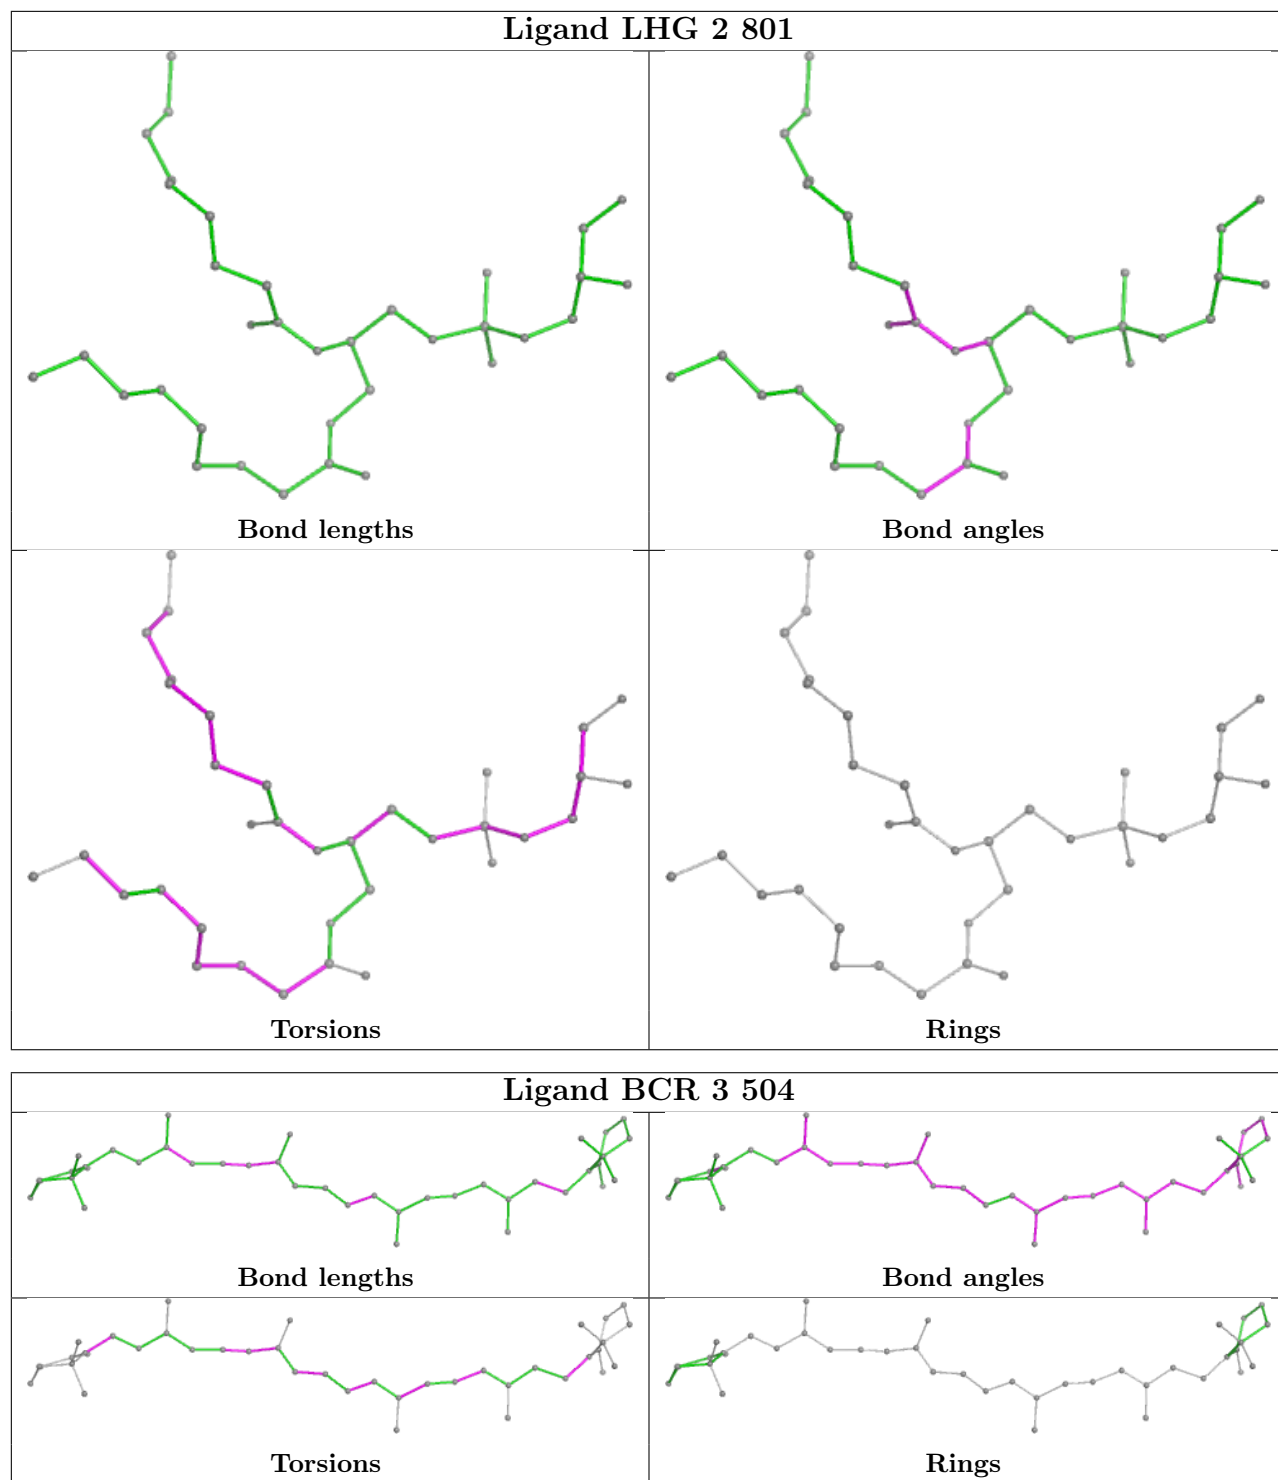 Ligand LHG 2 801
Bond lengths
Bond angles
Torsions
Rings
Ligand BCR 3 504
Bond lengths
Bond angles
Torsions
Rings